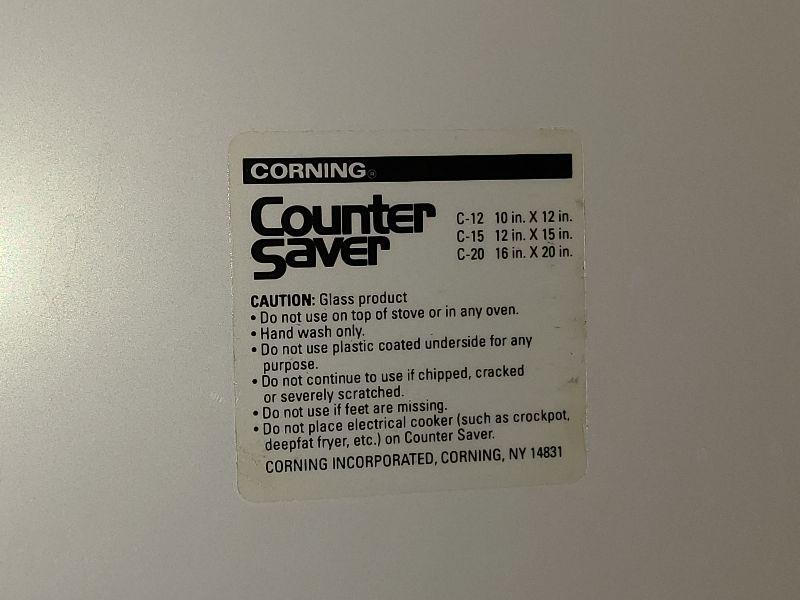 CORNING®
Counter
Saver
C-12 10 in. X 12 in.
C-15 12 in. X 15 in.
C-20 16 in. X 20 in.
CAUTION: Glass product
• Do not use on top of stove or in any oven.
• Hand wash only.
• Do not use plastic coated underside for any
purpose.
• Do not continue to use if chipped, cracked
or severely scratched.
• Do not use if feet are missing.
• Do not place electrical cooker (such as crockpot,
deepfat fryer, etc.) on Counter Saver.
CORNING INCORPORATED, CORNING, NY 14831